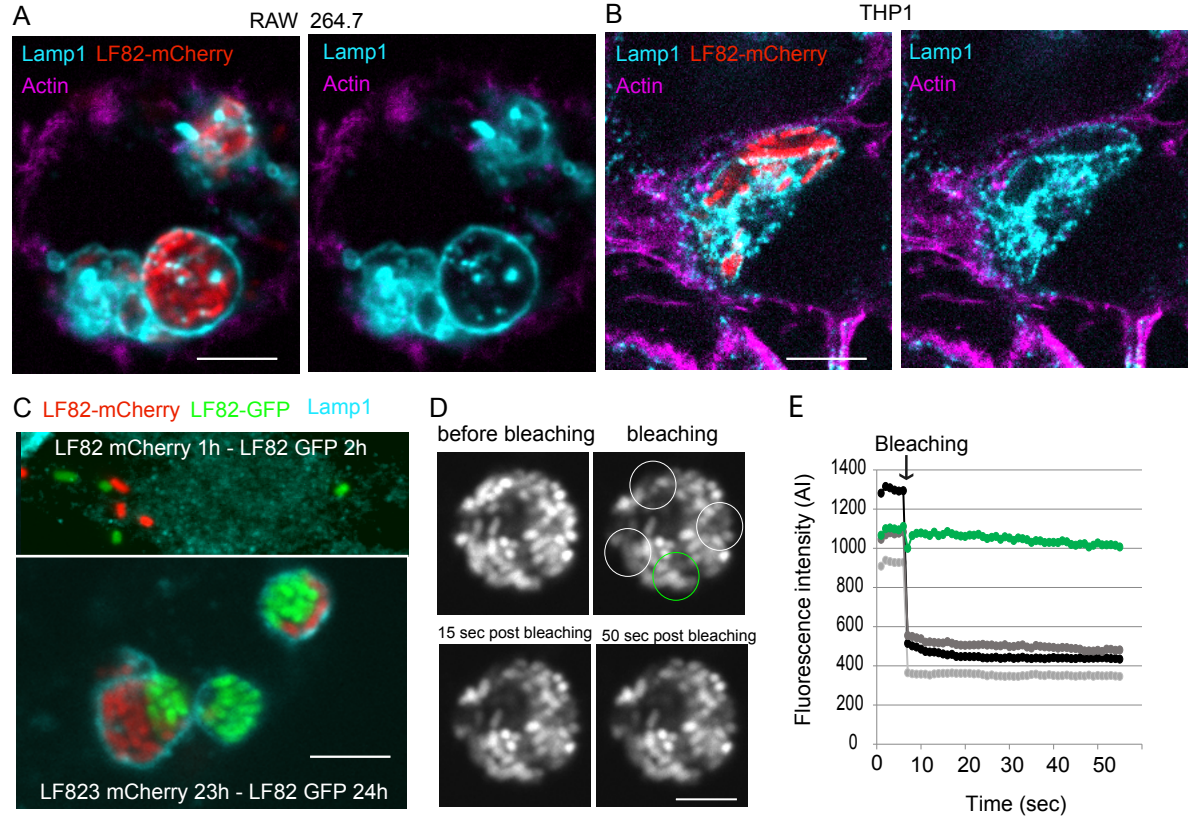 A
RAW 264.7
Lamp1 LF82-mCherry
Actin
Lamp1
Actin
B
THP1
Lamp1 LF82-mCherry
Actin
Lamp1
Actin
C LF82-mCherry LF82-GFP Lamp1
LF82 mCherry 1h - LF82 GFP 2h
LF823 mCherry 23h - LF82 GFP 24h
D
before bleaching
bleaching
15 sec post bleaching
50 sec post bleaching
E
Bleaching
Fluorescence intensity (AI)
1400
1200
1000
800
600
400
200
0
0 10 20 30 40 50
Time (sec)